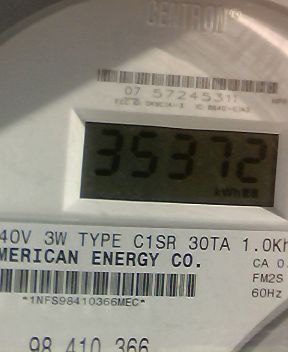 CENTRON®
07 57245311
35372
kWh
40V 3W TYPE C1SR 30TA 1.0Kh
MERICAN ENERGY CO.
CA 0.
FM2S
*1NFS98410366MEC*
60Hz
98 410 366